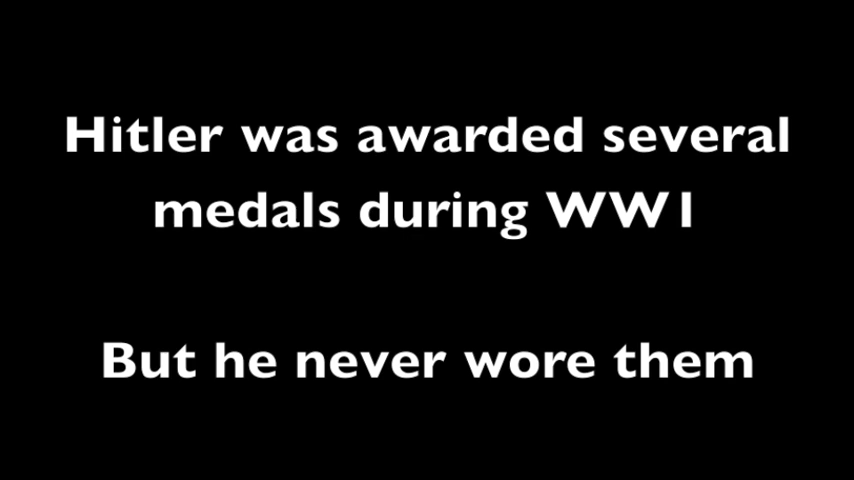 Hitler was awarded several
medals during WW1
But he never wore them